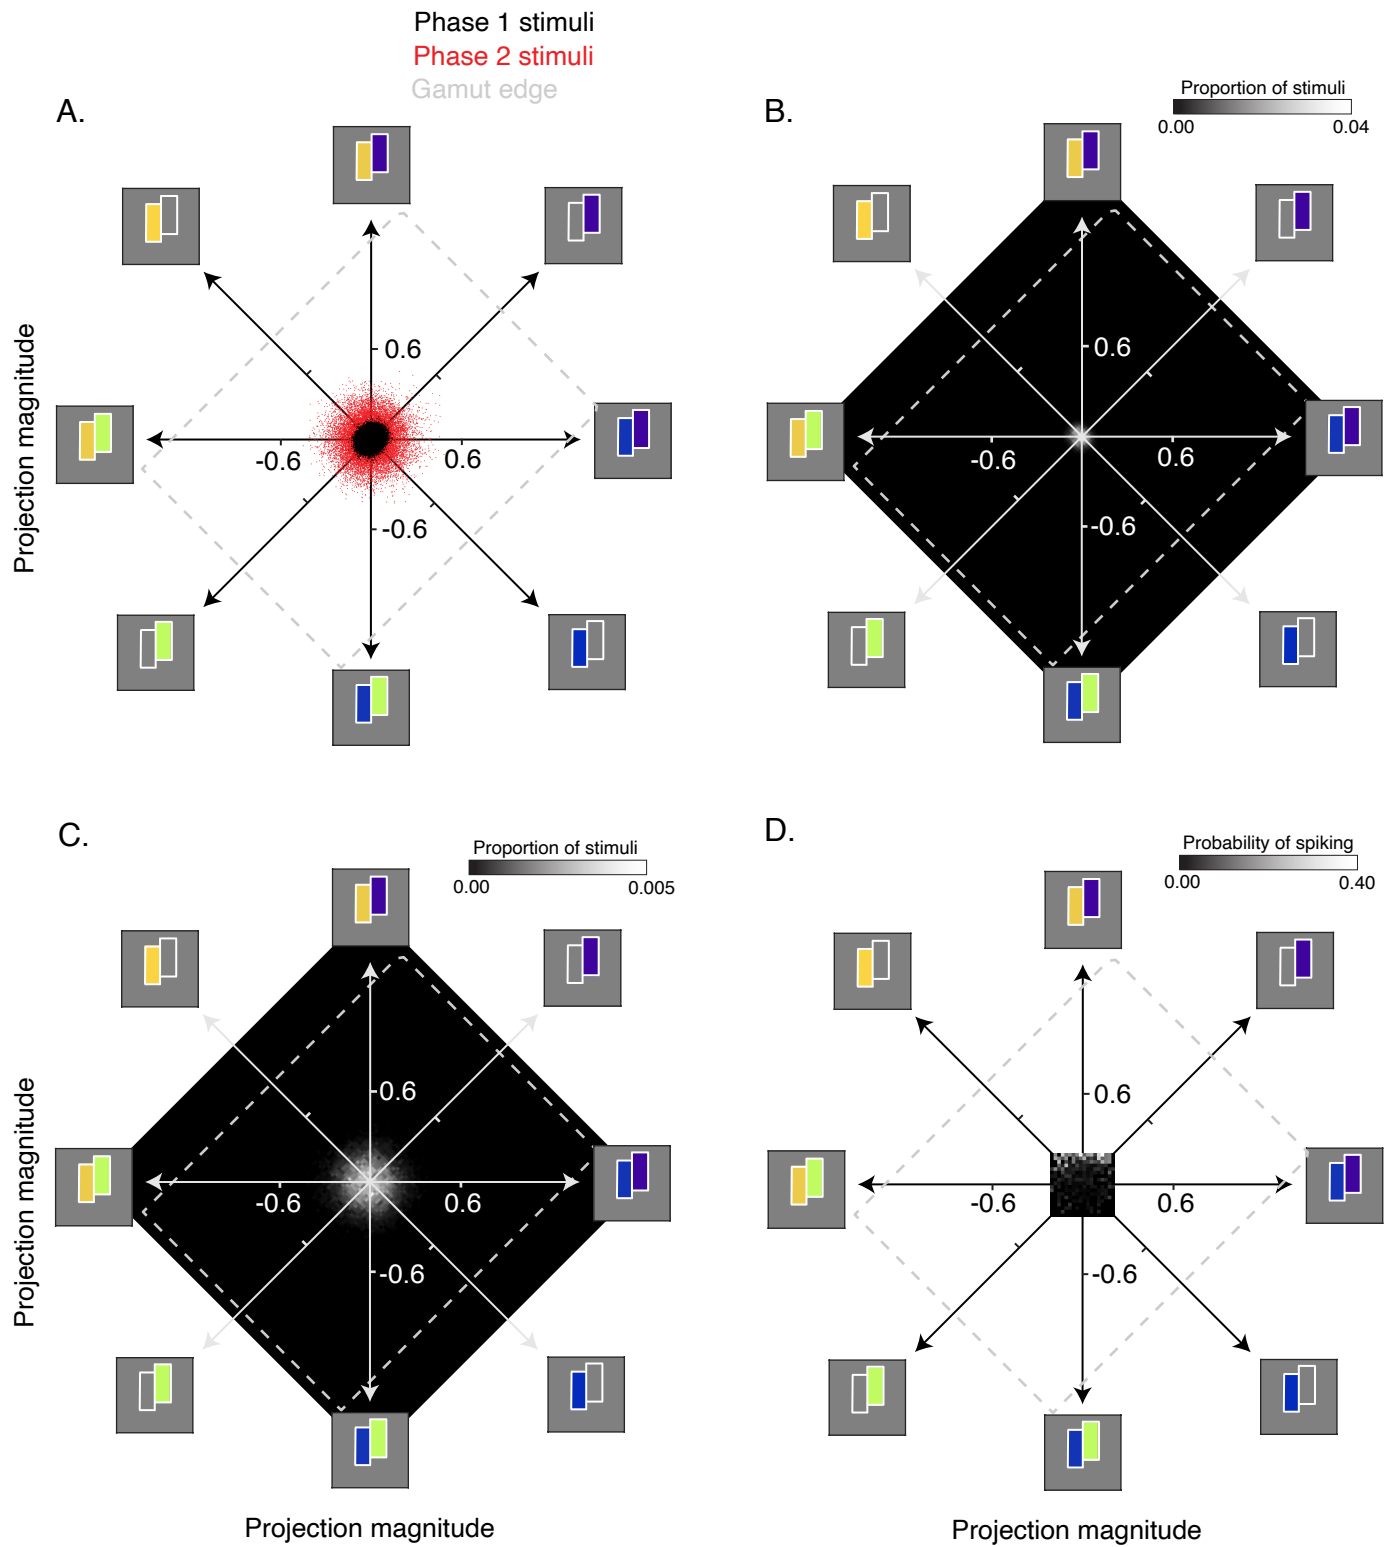 Phase 1 stimuli
Phase 2 stimuli
Gamut edge
A.
0.6
-0.6
0.6
-0.6
Projection magnitude
B.
Proportion of stimuli
0.00 0.04
0.6
-0.6
0.6
-0.6
C.
Proportion of stimuli
0.00 0.005
0.6
-0.6
0.6
-0.6
Projection magnitude
Projection magnitude
D.
Probability of spiking
0.00 0.40
0.6
-0.6
0.6
-0.6
Projection magnitude